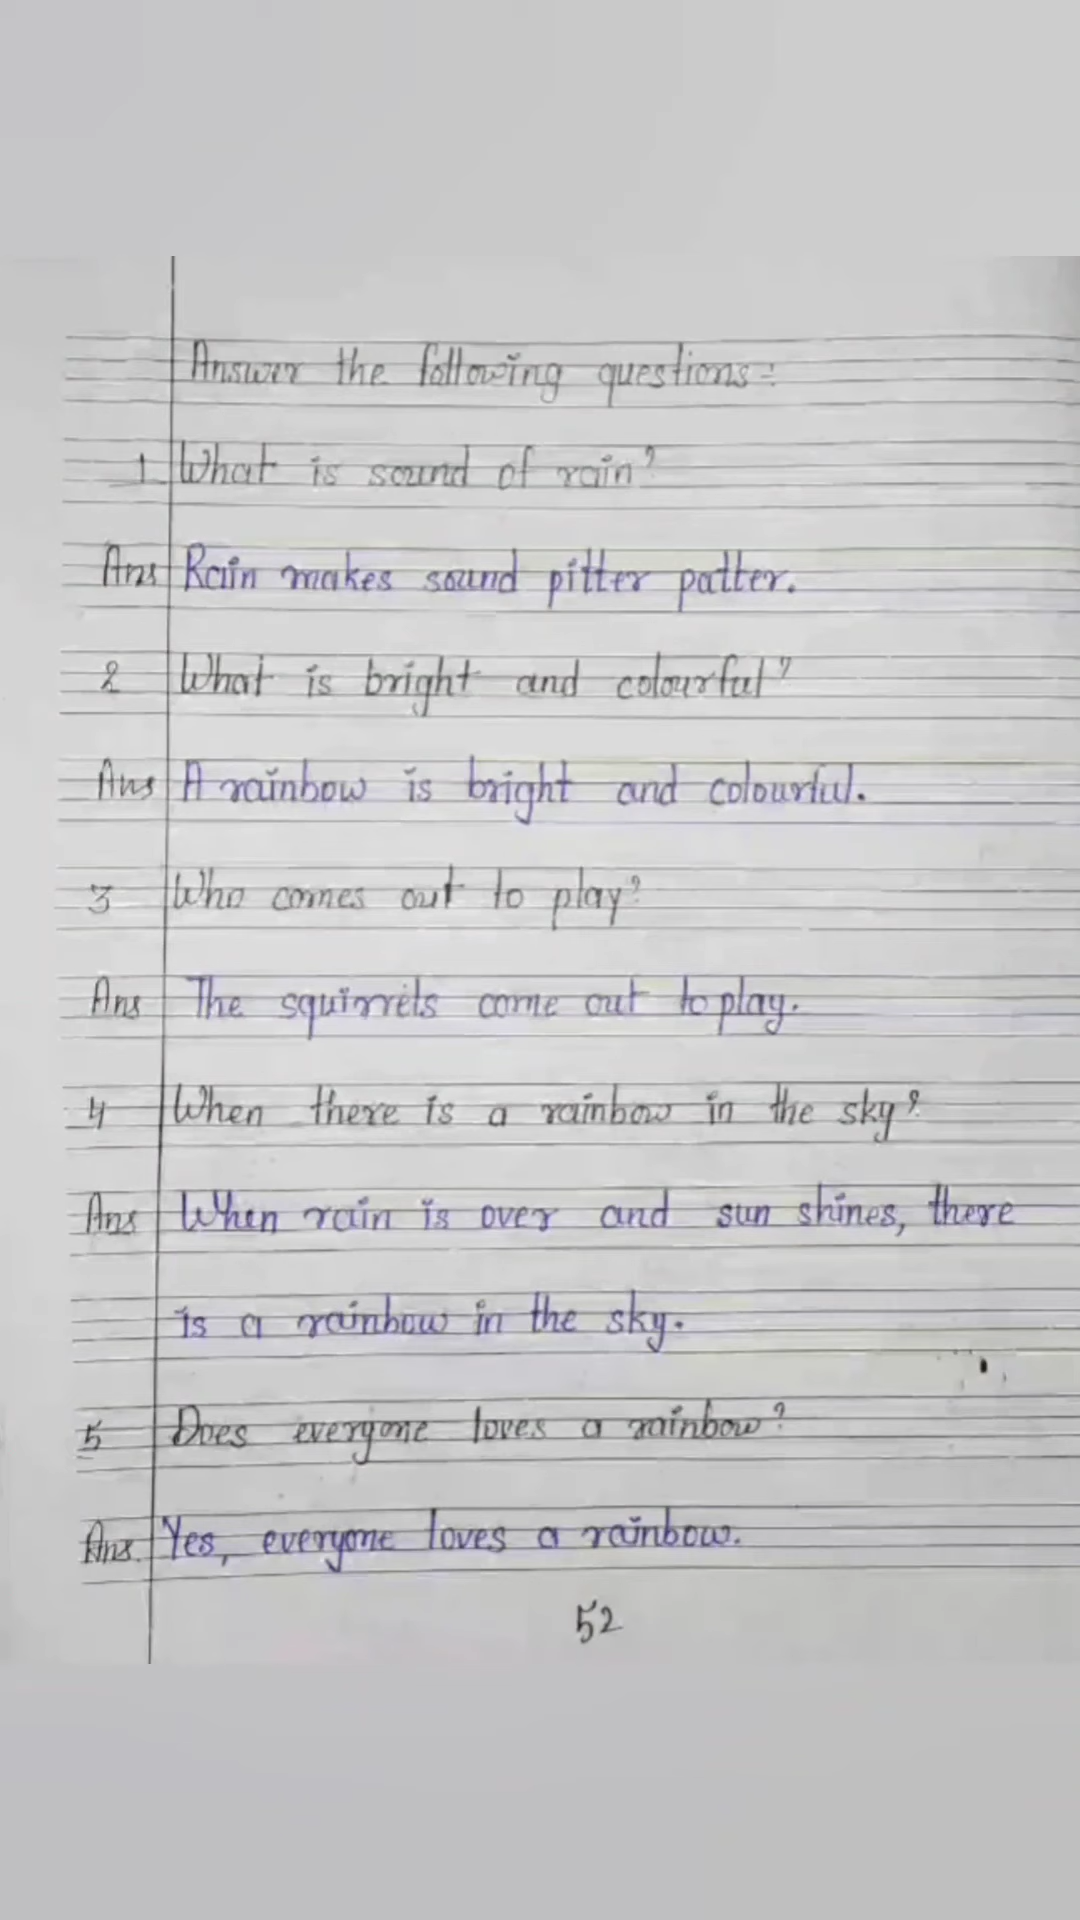 Answer the following questions:-
1 What is sound of rain?
Ans Rain makes sound pitter patter.
2 What is bright and colourful?
Ans A rainbow is bright and colourful.
3 Who comes out to play?
Ans The squirrels come out to play.
4 When there is a rainbow in the sky?
Ans When rain is over and sun shines, there
is a rainbow in the sky.
5 Does everyone loves a rainbow?
Ans. Yes, everyone loves a rainbow.
52